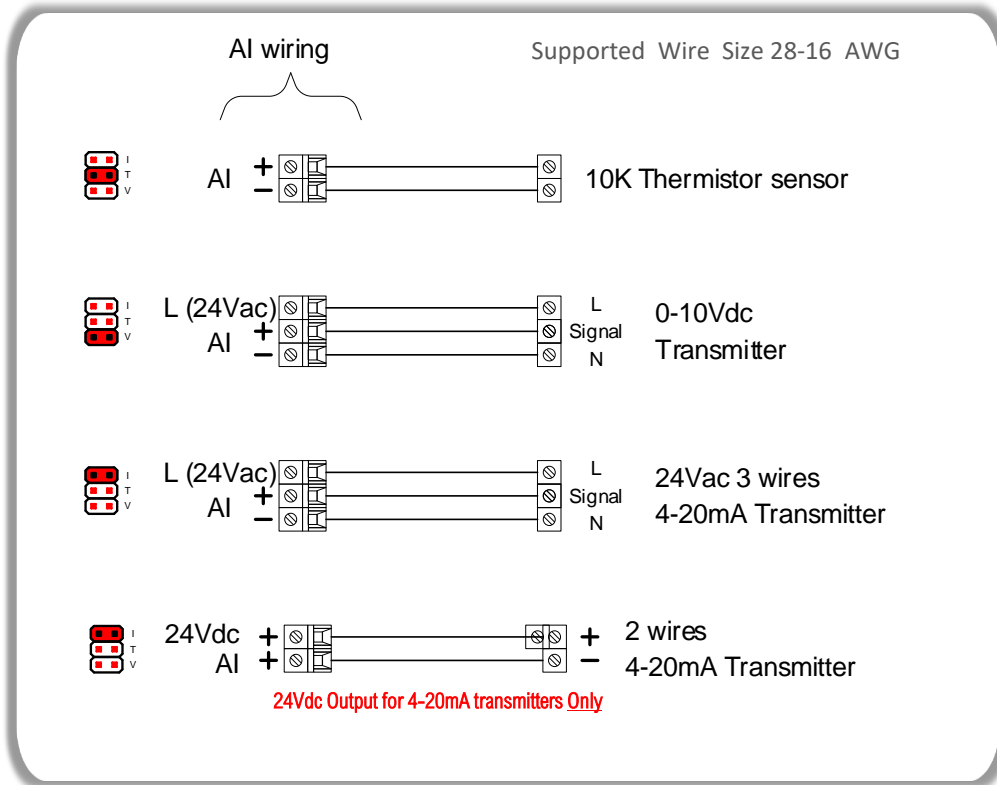 AI wiring
Supported Wire Size 28-16 AWG
I
T
V
AI
+
−
10K Thermistor sensor
I
T
V
L (24Vac)
AI
+
−
L
Signal
N
0-10Vdc
Transmitter
I
T
V
L (24Vac)
AI
+
−
L
Signal
N
24Vac 3 wires
4-20mA Transmitter
I
T
V
24Vdc +
AI +
+
−
2 wires
4-20mA Transmitter
24Vdc Output for 4-20mA transmitters Only